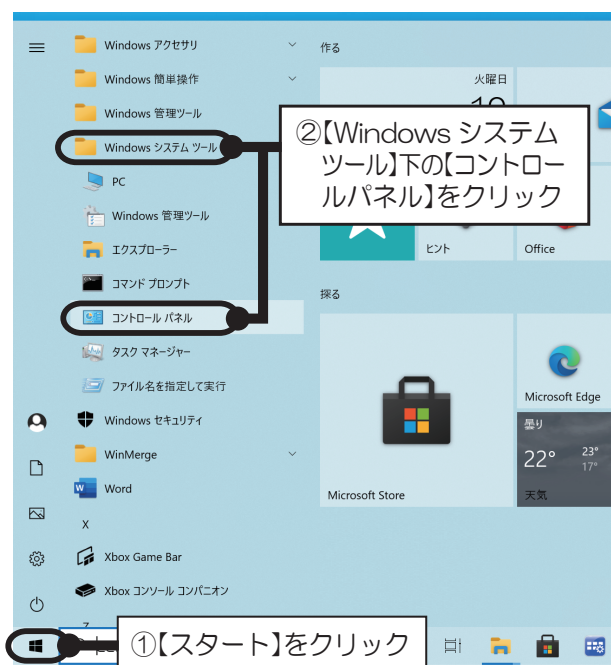 Windows アクセサリ
Windows 簡単操作
Windows 管理ツール
Windows システム ツール
PC
Windows 管理ツール
エクスプローラー
コマンド プロンプト
コントロール パネル
タスク マネージャー
ファイル名を指定して実行
Windows セキュリティ
WinMerge
Word
X
Xbox Game Bar
Xbox コンソール コンパニオン
作る
火曜日
②【Windows システム
ツール】下の【コントロー
ルパネル】をクリック
ヒント
Office
探る
Microsoft Store
Microsoft Edge
曇り
22° 23°
17°
天気
①【スタート】をクリック